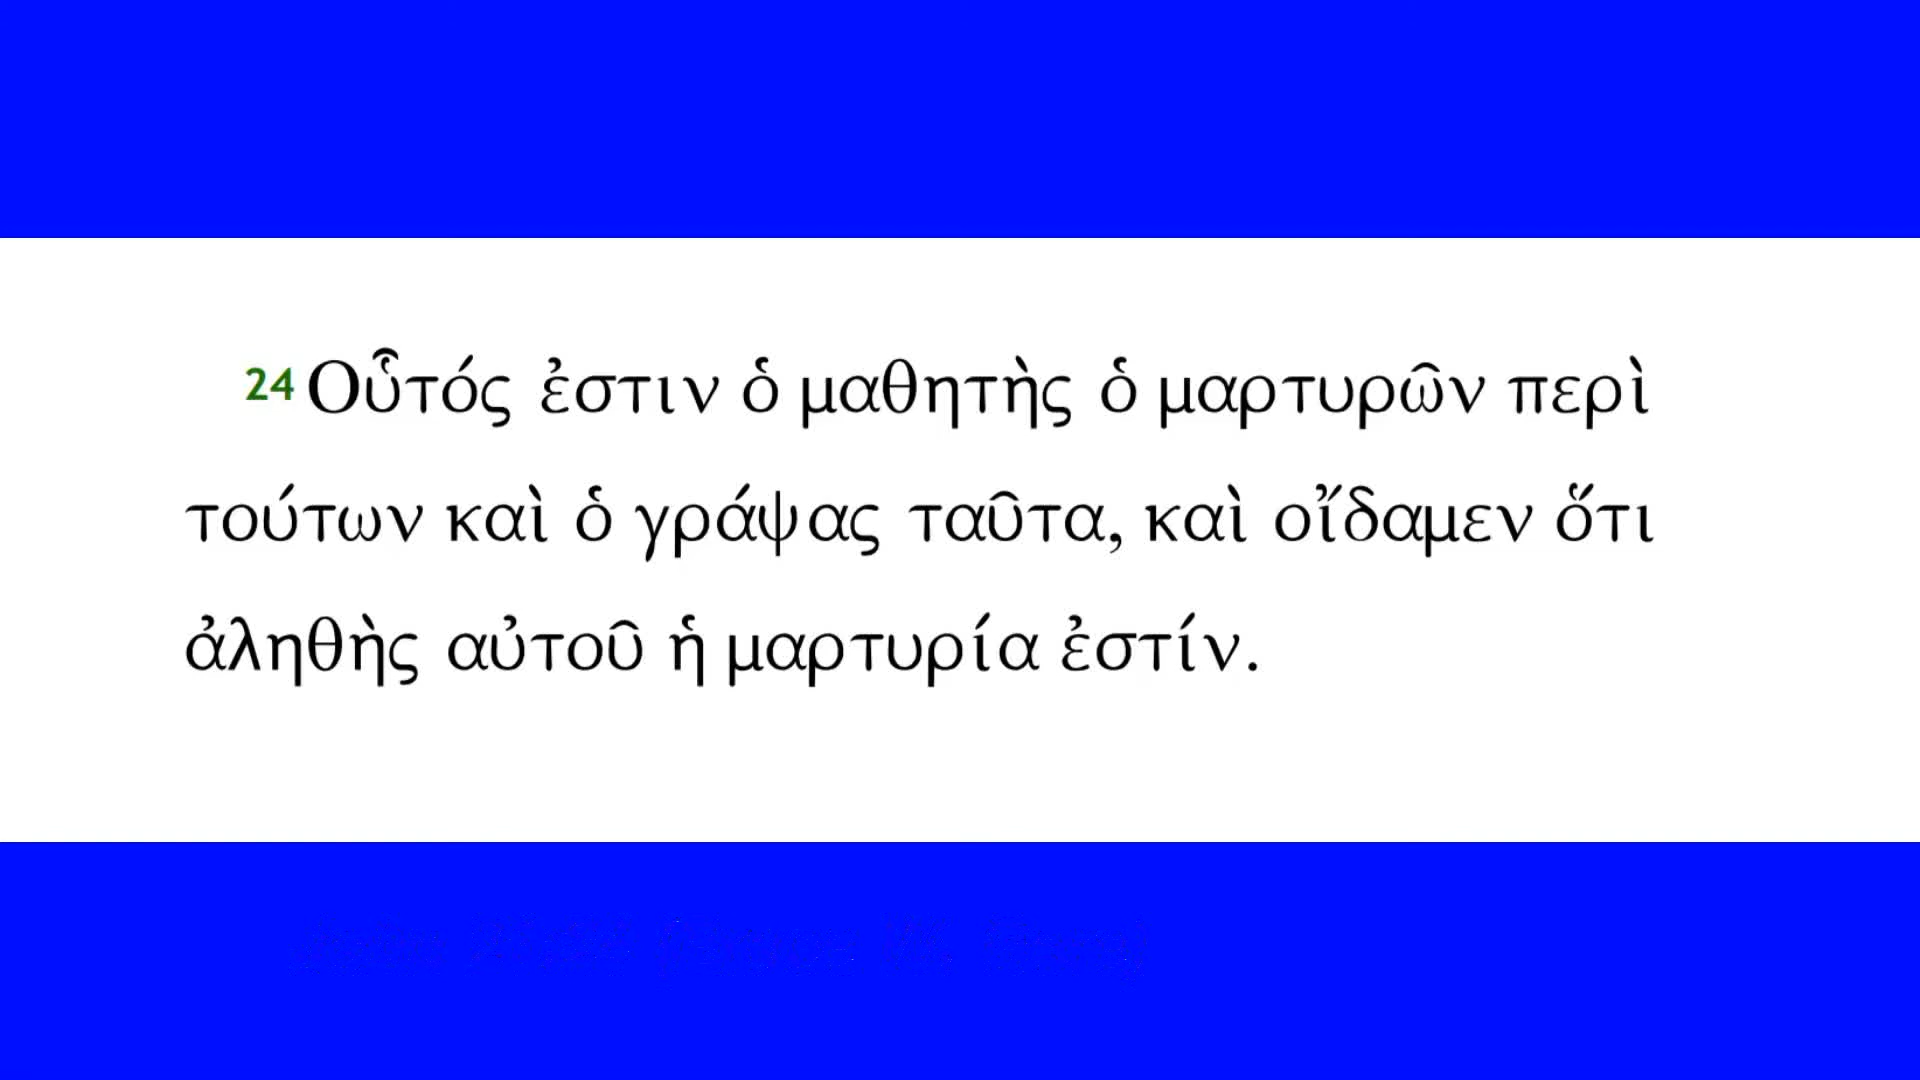 24 Οὗτός ἐστιν ὁ μαθητὴς ὁ μαρτυρῶν περὶ
τούτων καὶ ὁ γράψας ταῦτα, καὶ οἴδαμεν ὅτι
ἀληθὴς αὐτοῦ ἡ μαρτυρία ἐστίν.